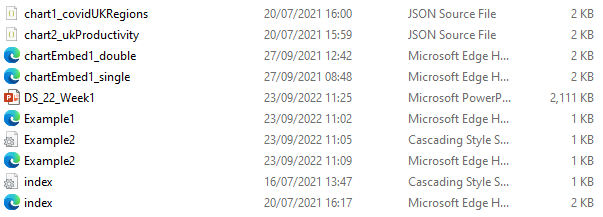 chart1_covidUKRegions 20/07/2021 16:00 JSON Source File 2 KB
chart2_ukProductivity 20/07/2021 15:59 JSON Source File 2 KB
chartEmbed1_double 27/09/2021 12:42 Microsoft Edge H... 2 KB
chartEmbed1_single 27/09/2021 08:48 Microsoft Edge H... 2 KB
DS_22_Week1 23/09/2022 11:25 Microsoft PowerP... 2,111 KB
Example1 23/09/2022 11:02 Microsoft Edge H... 1 KB
Example2 23/09/2022 11:05 Cascading Style S... 1 KB
Example2 23/09/2022 11:09 Microsoft Edge H... 1 KB
index 16/07/2021 13:47 Cascading Style S... 1 KB
index 20/07/2021 16:17 Microsoft Edge H... 2 KB